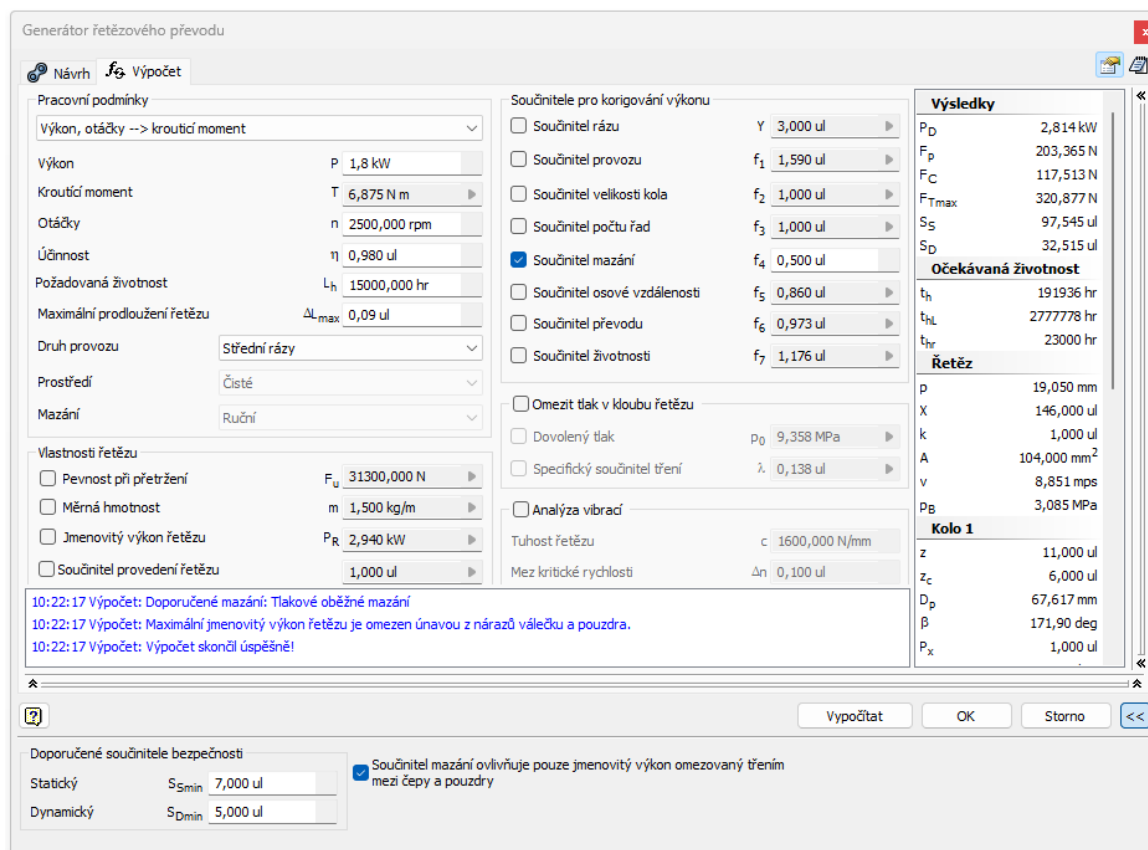 Generátor řetězového převodu
Návrh
Výpočet
Pracovní podmínky
Výkon, otáčky --> krouticí moment
Výkon P 1,8 kW
Kroutící moment T 6,875 N m
Otáčky n 2500,000 rpm
Účinnost η 0,980 ul
Požadovaná životnost Lh 15000,000 hr
Maximální prodloužení řetězu ΔLmax 0,09 ul
Druh provozu Střední rázy
Prostředí Čisté
Mazání Ruční
Vlastnosti řetězu
Pevnost při přetržení Fu 31300,000 N
Měrná hmotnost m 1,500 kg/m
Jmenovitý výkon řetězu PR 2,940 kW
Součinitel provedení řetězu 1,000 ul
Součinitele pro korigování výkonu
Součinitel rázu Y 3,000 ul
Součinitel provozu f1 1,590 ul
Součinitel velikosti kola f2 1,000 ul
Součinitel počtu řad f3 1,000 ul
Součinitel mazání f4 0,500 ul
Součinitel osové vzdálenosti f5 0,860 ul
Součinitel převodu f6 0,973 ul
Součinitel životnosti f7 1,176 ul
Omezit tlak v kloubu řetězu
Dovolený tlak p0 9,358 MPa
Specifický součinitel tření λ 0,138 ul
Analýza vibrací
Tuhost řetězu c 1600,000 N/mm
Mez kritické rychlosti Δn 0,100 ul
Výsledky
PD 2,814 kW
Fp 203,365 N
FC 117,513 N
FTmax 320,877 N
SS 97,545 ul
SD 32,515 ul
Očekávaná životnost
th 191936 hr
thL 2777778 hr
thr 23000 hr
Řetěz
p 19,050 mm
X 146,000 ul
k 1,000 ul
A 104,000 mm2
v 8,851 mps
pB 3,085 MPa
Kolo 1
z 11,000 ul
zc 6,000 ul
Dp 67,617 mm
β 171,90 deg
Px 1,000 ul
10:22:17 Výpočet: Doporučené mazání: Tlakové oběžné mazání
10:22:17 Výpočet: Maximální jmenovitý výkon řetězu je omezen únavou z nárazů válečku a pouzdra.
10:22:17 Výpočet: Výpočet skončil úspěšně!
Vypočítat
OK
Storno
<<
Doporučené součinitele bezpečnosti
Statický SSmin 7,000 ul
Dynamický SDmin 5,000 ul
Součinitel mazání ovlivňuje pouze jmenovitý výkon omezovaný třením
mezi čepy a pouzdry